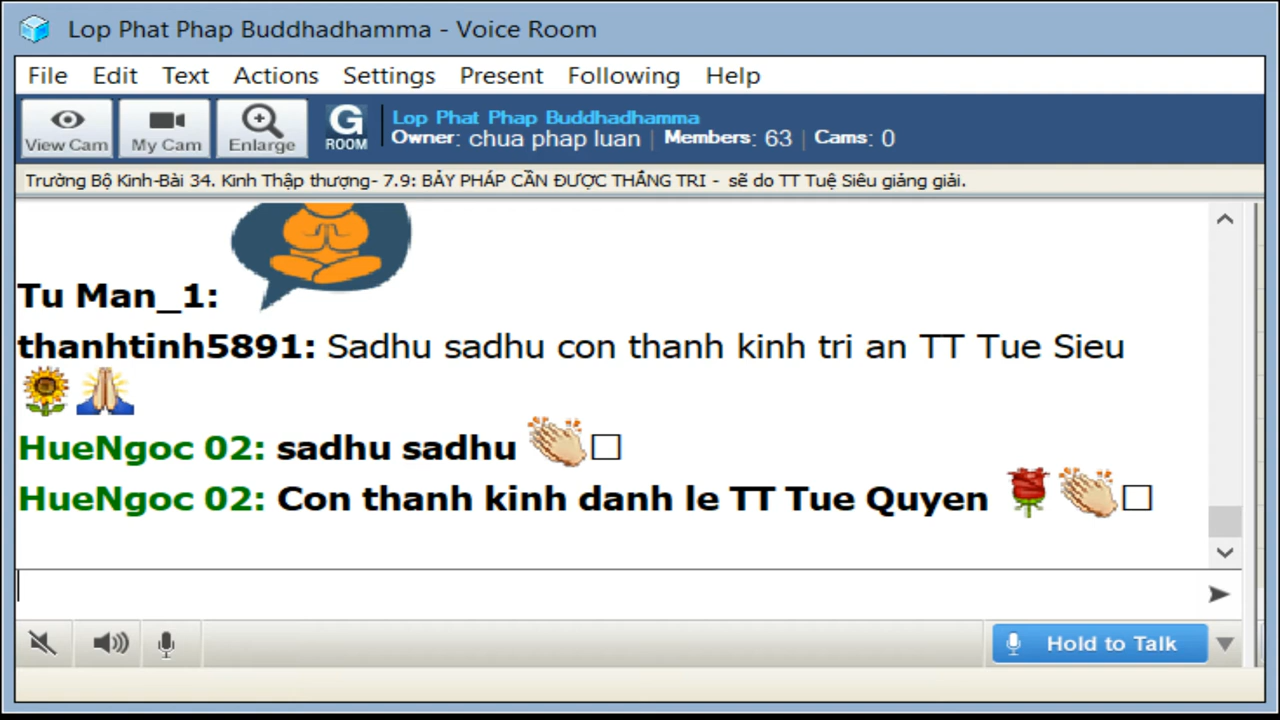 Lop Phat Phap Buddhadhamma - Voice Room
File Edit Text Actions Settings Present Following Help
View Cam My Cam Enlarge G ROOM
Lop Phat Phap Buddhadhamma
Owner: chua phap luan | Members: 63 | Cams: 0
Trường Bộ Kinh-Bài 34. Kinh Thập thượng- 7.9: BẢY PHÁP CẦN ĐƯỢC THẮNG TRI - sẽ do TT Tuệ Siêu giảng giải.
Tu Man_1:
thanhtinh5891: Sadhu sadhu con thanh kinh tri an TT Tue Sieu
HueNgoc 02: sadhu sadhu
HueNgoc 02: Con thanh kinh danh le TT Tue Quyen
Hold to Talk